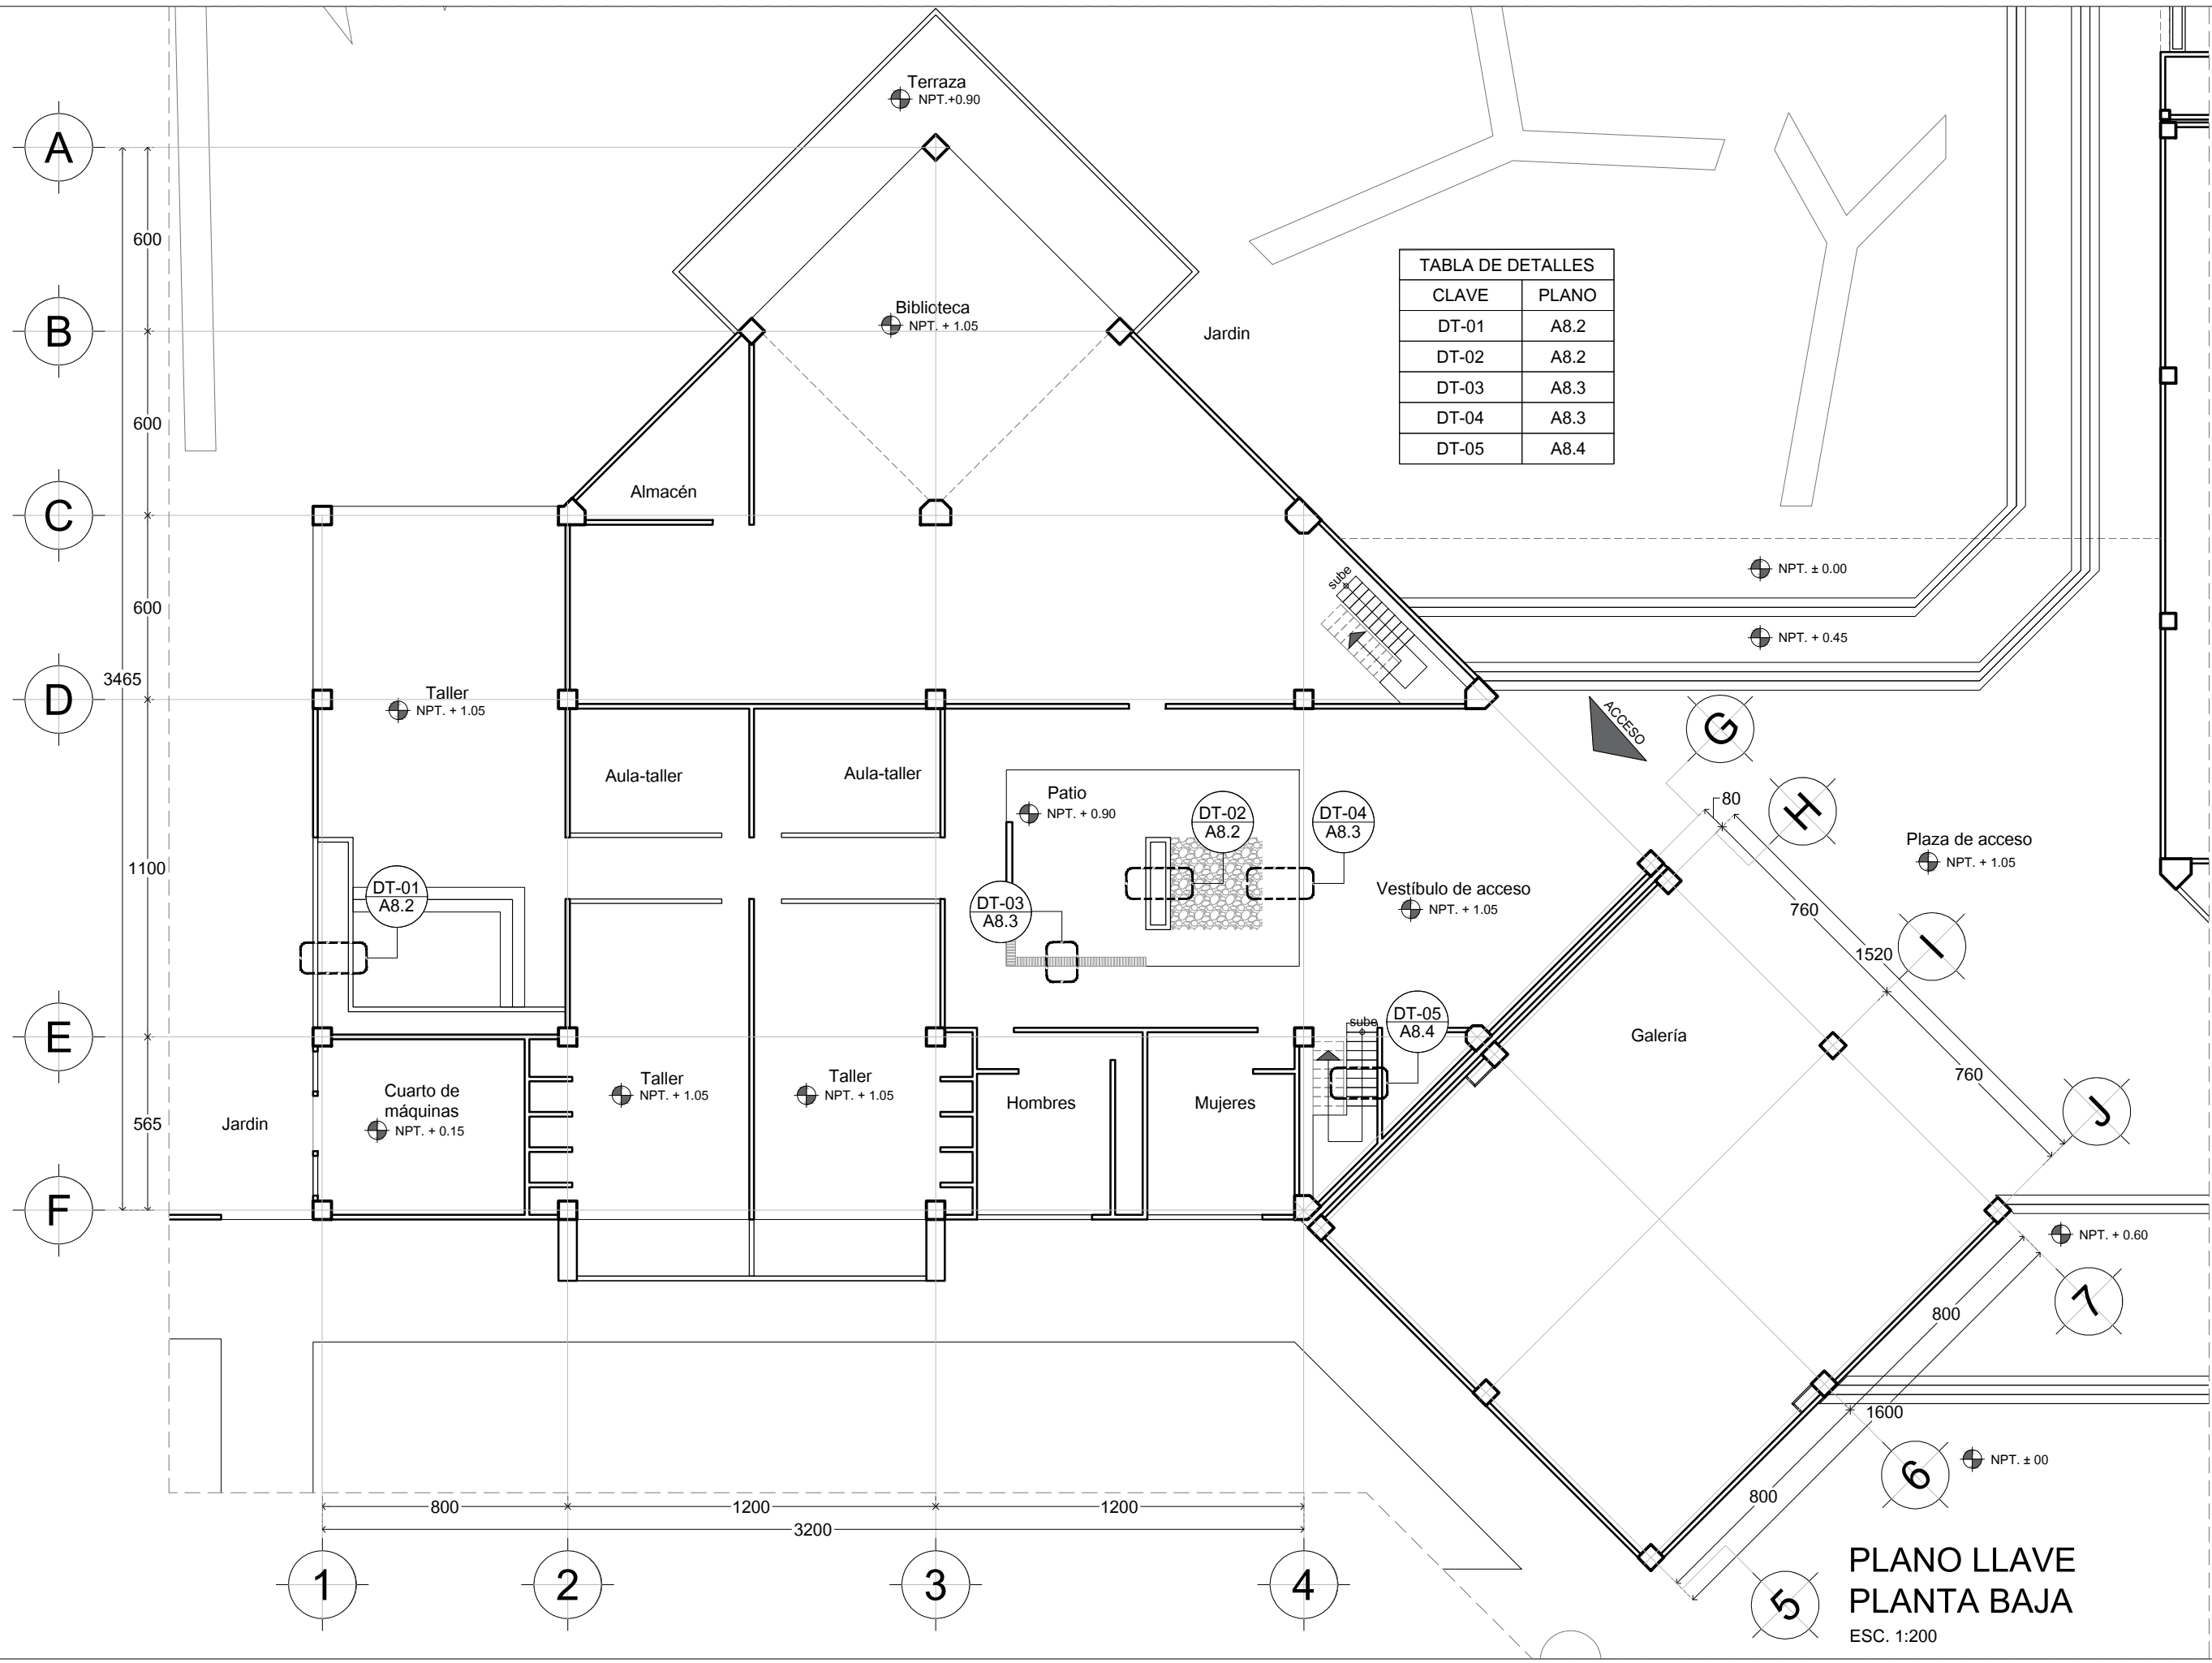 Terraza
NPT.+0.90
A
600
B
Biblioteca
NPT. + 1.05
Jardin
TABLA DE DETALLES
CLAVE PLANO
DT-01 A8.2
DT-02 A8.2
DT-03 A8.3
DT-04 A8.3
DT-05 A8.4
600
Almacén
C
600
sube
NPT. ± 0.00
NPT. + 0.45
3465
D
Taller
NPT. + 1.05
ACCESO
G
Aula-taller
Aula-taller
Patio
NPT. + 0.90
DT-02
A8.2
DT-04
A8.3
80
H
Plaza de acceso
NPT. + 1.05
1100
DT-01
A8.2
DT-03
A8.3
Vestíbulo de acceso
NPT. + 1.05
760
I
1520
E
sube
DT-05
A8.4
Galería
760
Cuarto de
máquinas
NPT. + 0.15
Taller
NPT. + 1.05
Taller
NPT. + 1.05
Hombres
Mujeres
J
565
Jardin
F
NPT. + 0.60
7
800
1600
6
NPT. ± 00
800
800
1200
1200
3200
1
2
3
4
5
PLANO LLAVE
PLANTA BAJA
ESC. 1:200